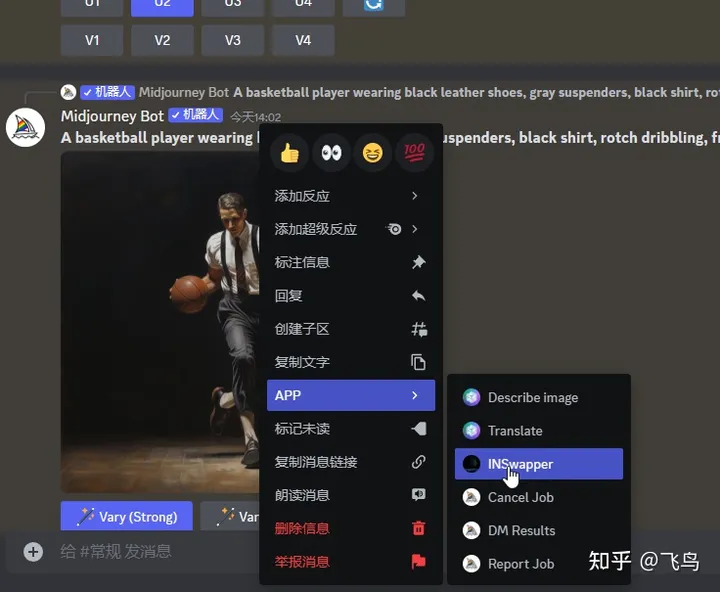 U1 U2 U3 U4
V1 V2 V3 V4
机器人 Midjourney Bot A basketball player wearing black leather shoes, gray suspenders, black shirt, ro
Midjourney Bot 机器人 今天14:02
A basketball player wearing
uspenders, black shirt, rotch dribbling, fr
100
添加反应
添加超级反应
标注信息
回复
创建子区
复制文字
APP
标记未读
复制消息链接
朗读消息
删除信息
举报消息
Describe image
Translate
INSwapper
Cancel Job
DM Results
Report Job
Vary (Strong)
Var
给 #常规 发消息
知乎 @飞鸟